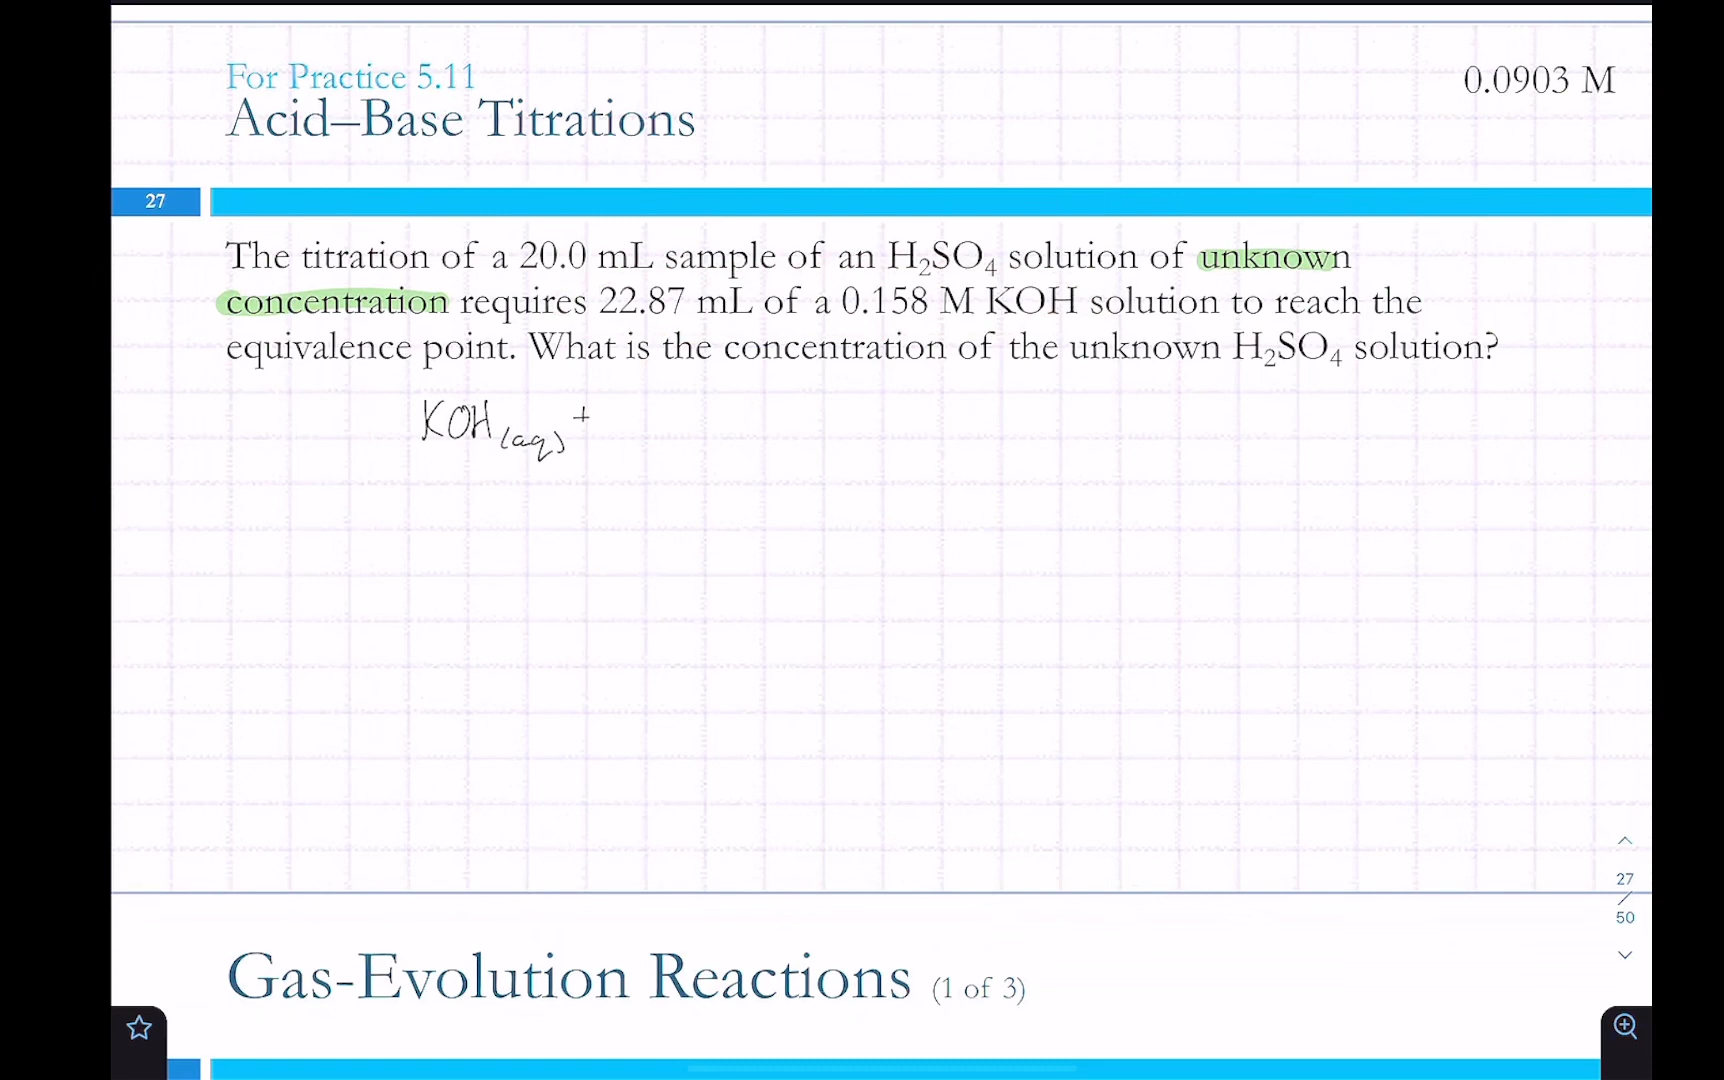 For Practice 5.11
0.0903 M
Acid–Base Titrations
27
The titration of a 20.0 mL sample of an H₂SO₄ solution of unknown
concentration requires 22.87 mL of a 0.158 M KOH solution to reach the
equivalence point. What is the concentration of the unknown H₂SO₄ solution?
KOH (aq) +
27
/
50
Gas-Evolution Reactions (1 of 3)